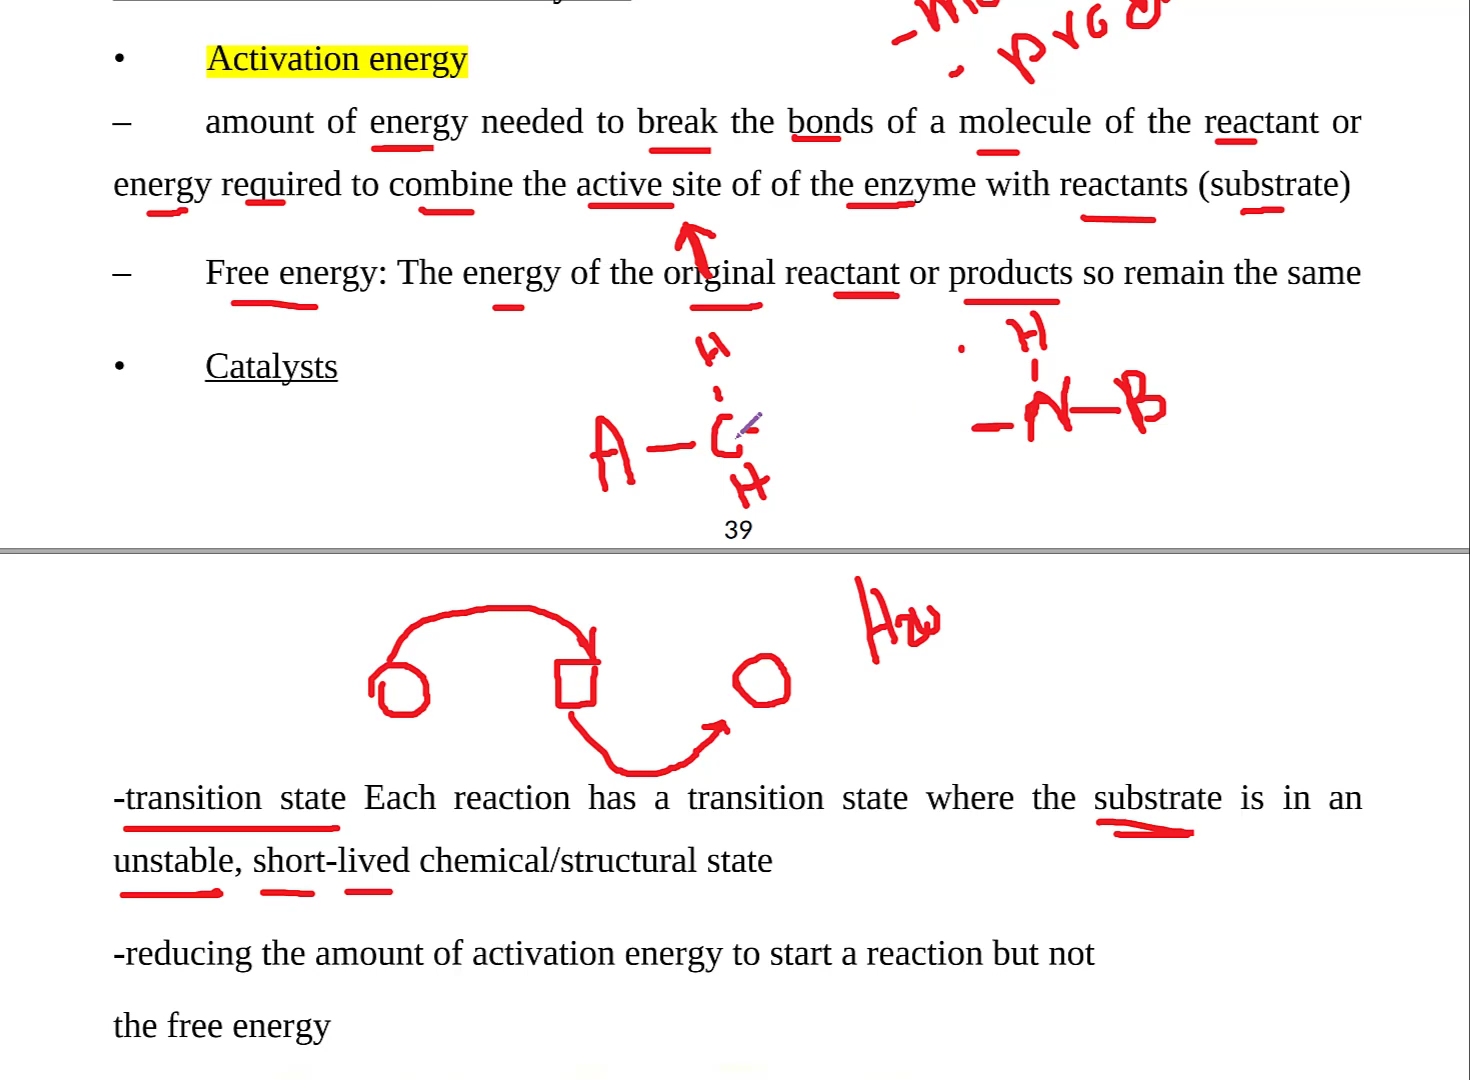 • Activation energy
– amount of energy needed to break the bonds of a molecule of the reactant or
energy required to combine the active site of of the enzyme with reactants (substrate)
– Free energy: The energy of the original reactant or products so remain the same
• Catalysts
H
H
A – C
– N – B
H
39
-transition state Each reaction has a transition state where the substrate is in an
unstable, short-lived chemical/structural state
-reducing the amount of activation energy to start a reaction but not
the free energy